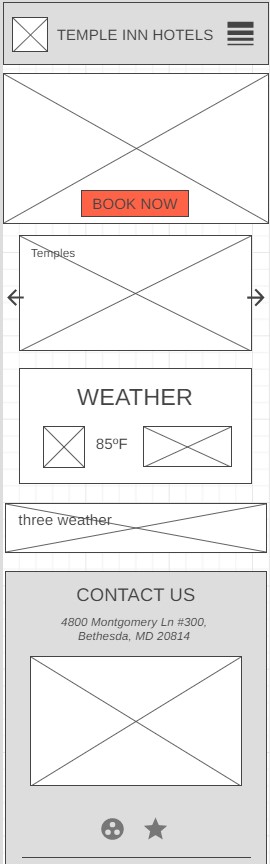 TEMPLE INN HOTELS
BOOK NOW
Temples
WEATHER
85ºF
three weather
CONTACT US
4800 Montgomery Ln #300,
Bethesda, MD 20814